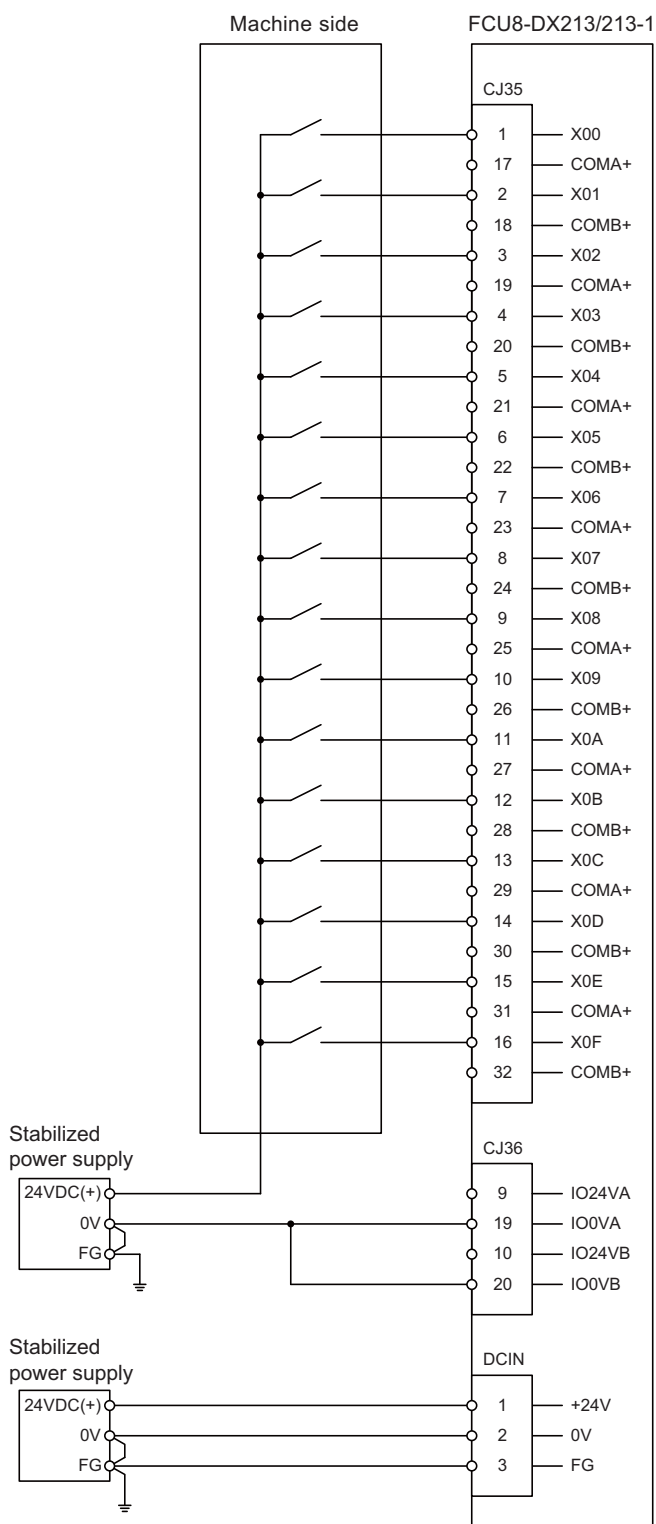 Machine side FCU8-DX213/213-1
CJ35
1 X00
17 COMA+
2 X01
18 COMB+
3 X02
19 COMA+
4 X03
20 COMB+
5 X04
21 COMA+
6 X05
22 COMB+
7 X06
23 COMA+
8 X07
24 COMB+
9 X08
25 COMA+
10 X09
26 COMB+
11 X0A
27 COMA+
12 X0B
28 COMB+
13 X0C
29 COMA+
14 X0D
30 COMB+
15 X0E
31 COMA+
16 X0F
32 COMB+
Stabilized
power supply
CJ36
24VDC(+) 9 IO24VA
0V 19 IO0VA
FG 10 IO24VB
20 IO0VB
Stabilized
power supply
DCIN
24VDC(+) 1 +24V
0V 2 0V
FG 3 FG